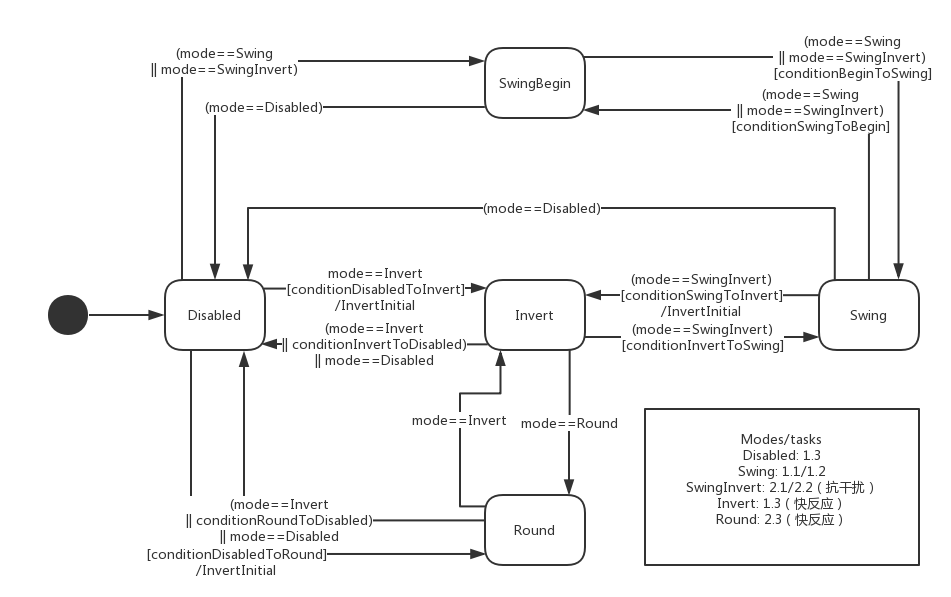 (mode==Swing
|| mode==SwingInvert)
SwingBegin
(mode==Swing
|| mode==SwingInvert)
[conditionBeginToSwing]
(mode==Disabled)
(mode==Swing
|| mode==SwingInvert)
[conditionSwingToBegin]
(mode==Disabled)
Disabled
mode==Invert
[conditionDisabledToInvert]
/InvertInitial
(mode==Invert
|| conditionInvertToDisabled)
|| mode==Disabled
Invert
(mode==SwingInvert)
[conditionSwingToInvert]
/InvertInitial
(mode==SwingInvert)
[conditionInvertToSwing]
Swing
mode==Invert
mode==Round
(mode==Invert
|| conditionRoundToDisabled)
|| mode==Disabled
[conditionDisabledToRound]
/InvertInitial
Round
Modes/tasks
Disabled: 1.3
Swing: 1.1/1.2
SwingInvert: 2.1/2.2（抗干扰）
Invert: 1.3（快反应）
Round: 2.3（快反应）